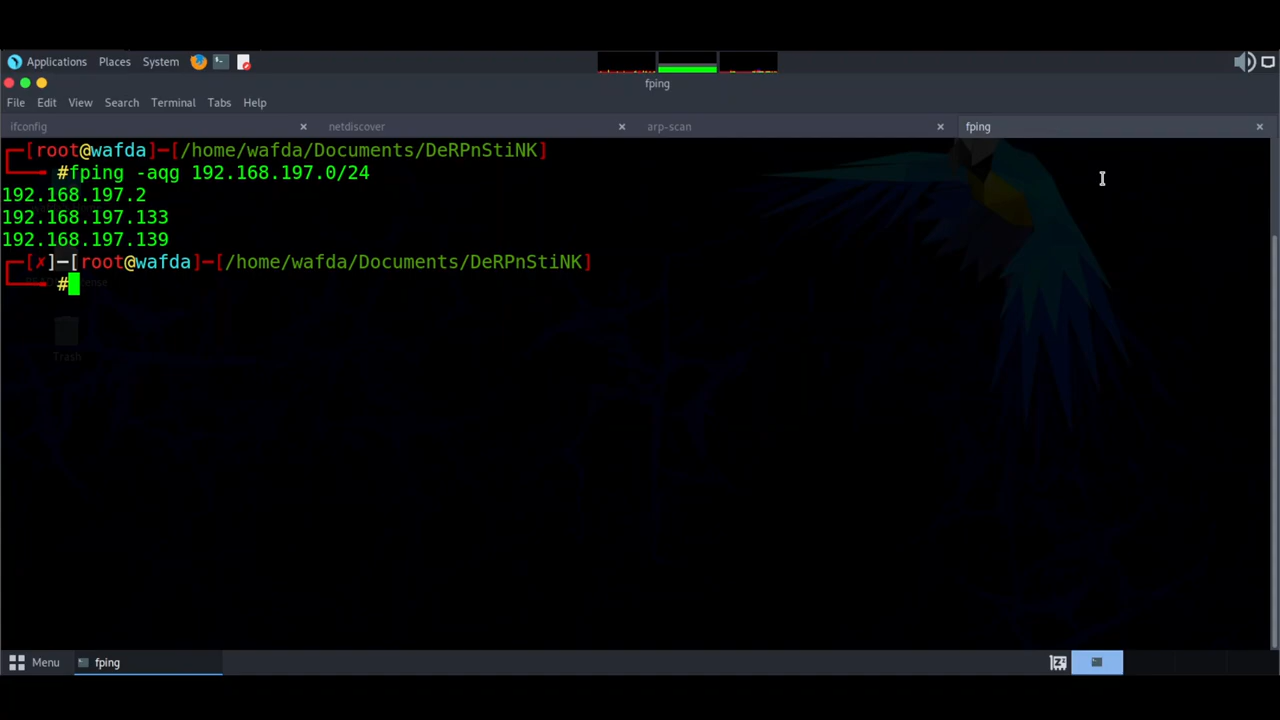 Applications Places System
fping
File Edit View Search Terminal Tabs Help
ifconfig × netdiscover × arp-scan × fping ×
┌─[root@wafda]─[/home/wafda/Documents/DeRPnStiNK]
└──╼ #fping -aqg 192.168.197.0/24
192.168.197.2
192.168.197.133
192.168.197.139
┌─[✗]─[root@wafda]─[/home/wafda/Documents/DeRPnStiNK]
└──╼ #
Trash
Menu fping